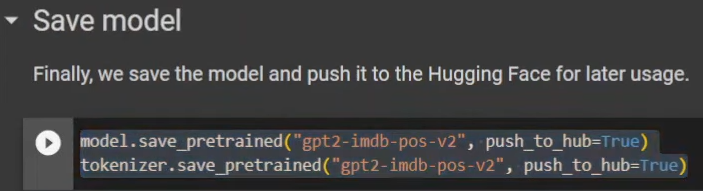 Save model
Finally, we save the model and push it to the Hugging Face for later usage.
model.save_pretrained("gpt2-imdb-pos-v2", push_to_hub=True)
tokenizer.save_pretrained("gpt2-imdb-pos-v2", push_to_hub=True)